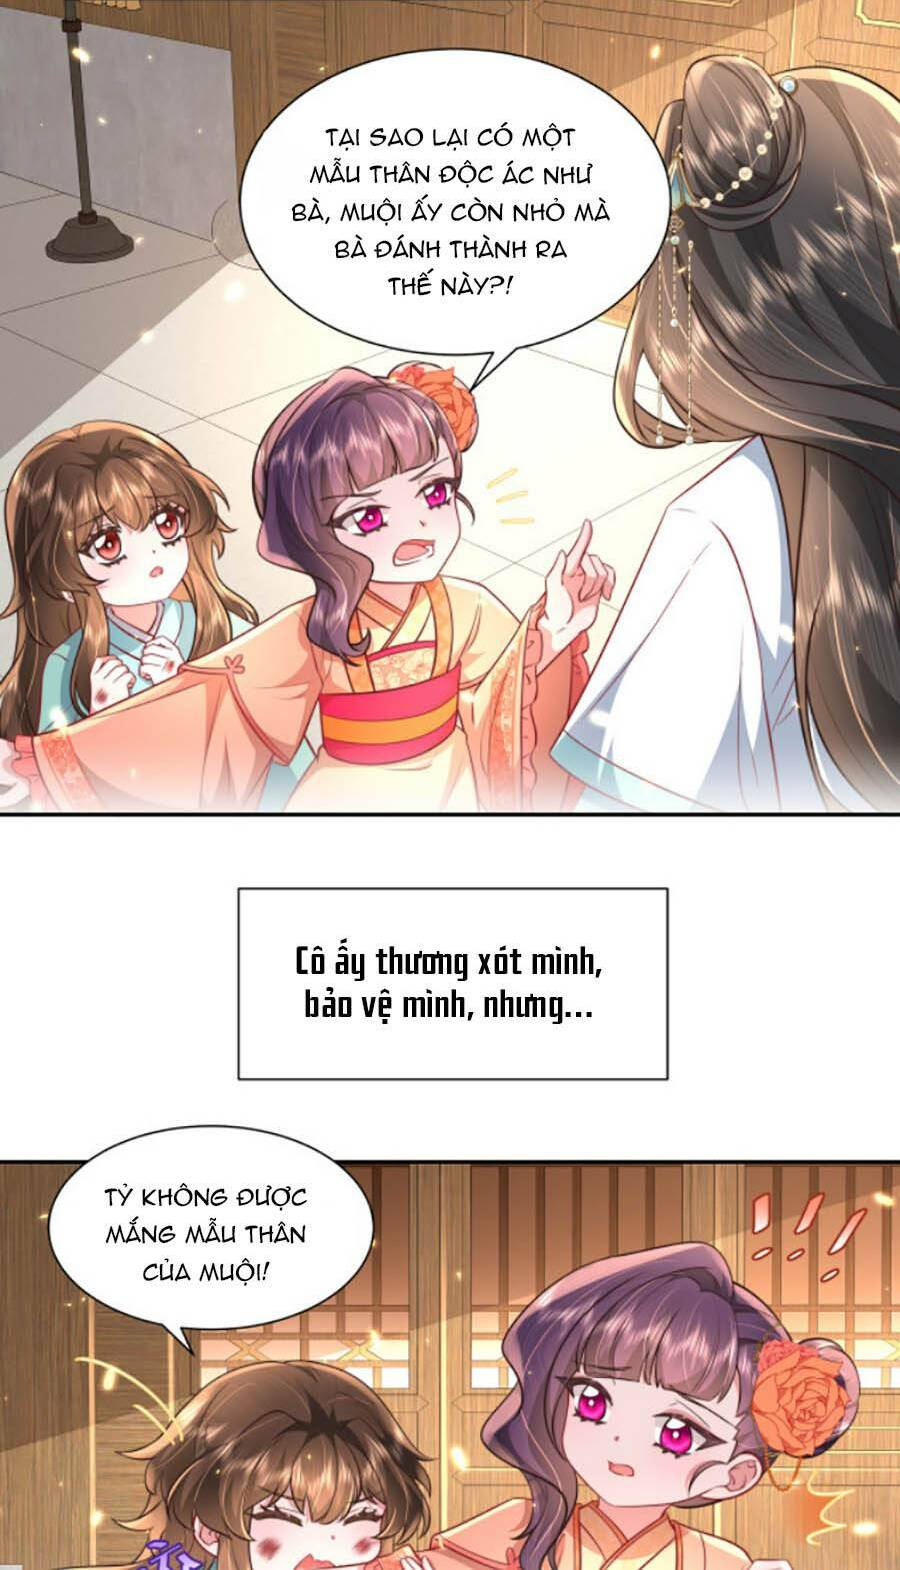 TẠI SAO LẠI CÓ MỘT
MẪU THÂN ĐỘC ÁC NHƯ
BÀ, MUỘI ẤY CÒN NHỎ MÀ
BÀ ĐÁNH THÀNH RA
THẾ NÀY?!
Cô ấy thương xót mình,
bảo vệ mình, nhưng...
TỶ KHÔNG ĐƯỢC
MẮNG MẪU THÂN
CỦA MUỘI!